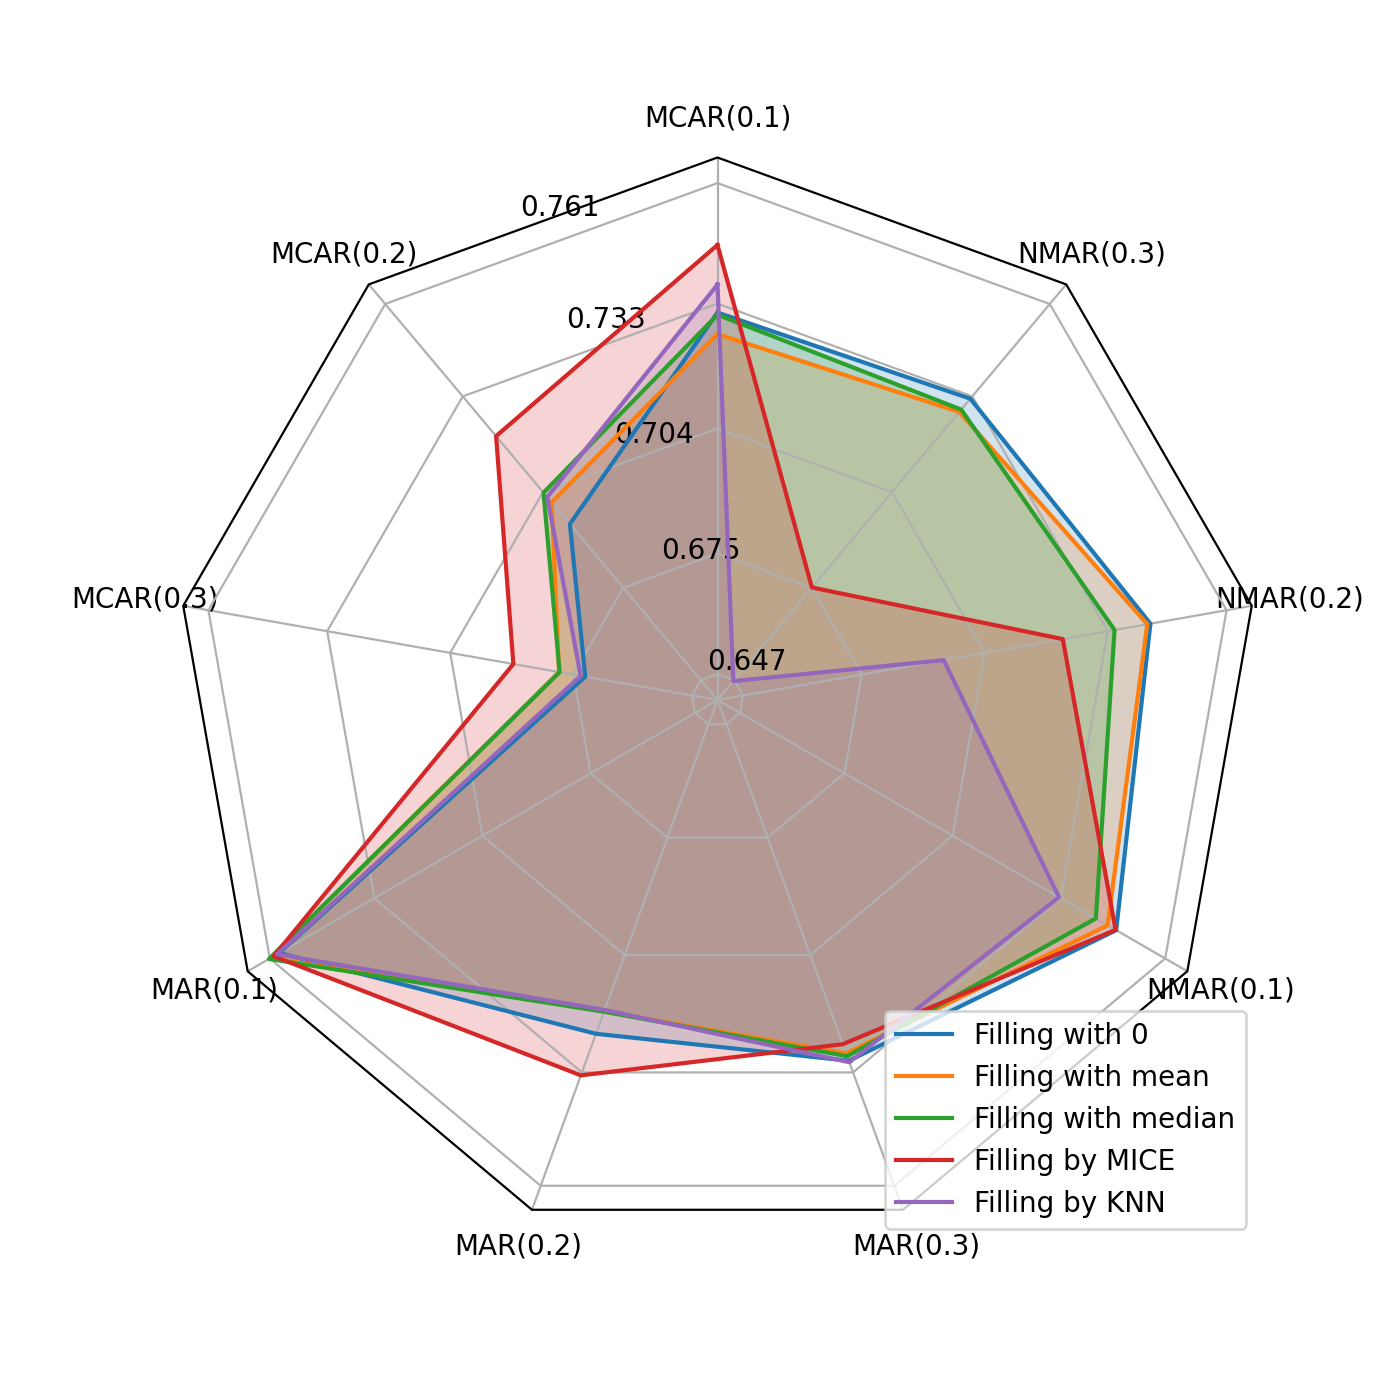 MCAR(0.1)
0.761
MCAR(0.2)
NMAR(0.3)
0.733
0.704
0.675
MCAR(0.3)
NMAR(0.2)
0.647
MAR(0.1)
NMAR(0.1)
Filling with 0
Filling with mean
Filling with median
Filling by MICE
Filling by KNN
MAR(0.2)
MAR(0.3)